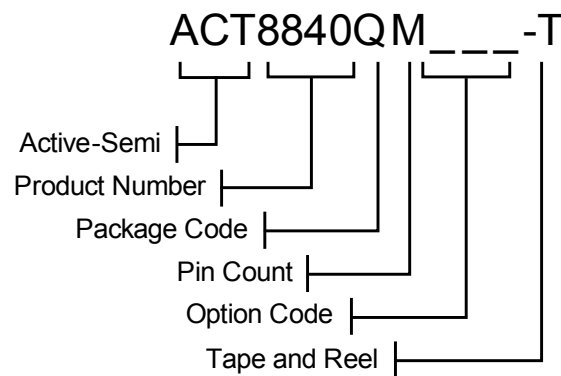 ACT8840QM_ _ _ -T
Active-Semi
Product Number
Package Code
Pin Count
Option Code
Tape and Reel